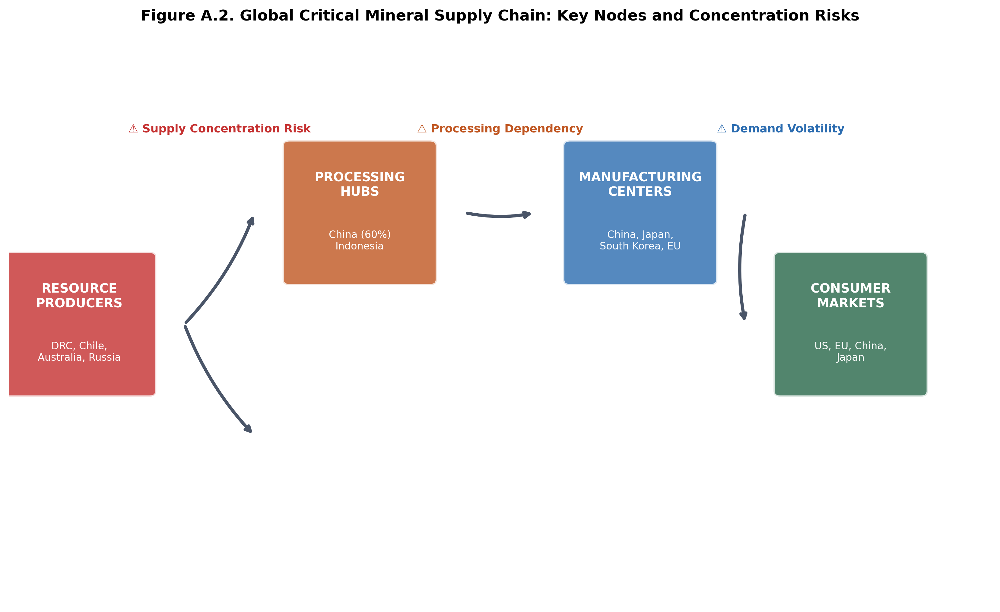 Figure A.2. Global Critical Mineral Supply Chain: Key Nodes and Concentration Risks
⚠ Supply Concentration Risk
⚠ Processing Dependency
⚠ Demand Volatility
RESOURCE
PRODUCERS
DRC, Chile,
Australia, Russia
PROCESSING
HUBS
China (60%)
Indonesia
MANUFACTURING
CENTERS
China, Japan,
South Korea, EU
CONSUMER
MARKETS
US, EU, China,
Japan